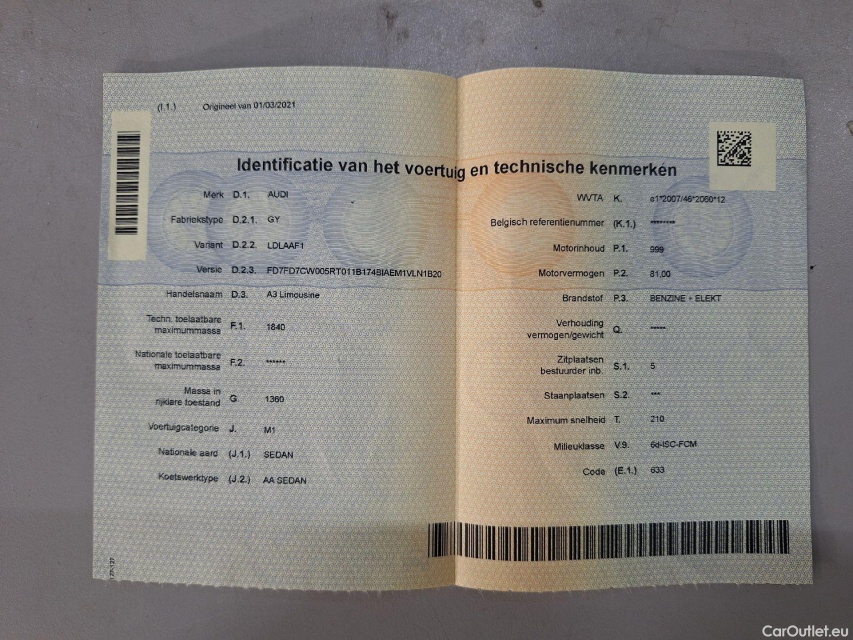 (I.1.) Origineel van 01/03/2021
Identificatie van het voertuig en technische kenmerken
Merk D.1. AUDI
Fabriekstype D.2.1. GY
Variant D.2.2. LDLAAF1
Versie D.2.3. FD7FD7CW005RT011B174BIAEM1VLN1B20
Handelsnaam D.3. A3 Limousine
Techn. toelaatbare
maximummassa F.1. 1840
Nationale toelaatbare
maximummassa F.2. ******
Massa in
rijklare toestand G. 1360
Voertuigcategorie J. M1
Nationale aard (J.1.) SEDAN
Koetswerktype (J.2.) AA SEDAN
WVTA K. e1*2007/46*2060*12
Belgisch referentienummer (K.1.) ********
Motorinhoud P.1. 999
Motorvermogen P.2. 81,00
Brandstof P.3. BENZINE + ELEKT
Verhouding
vermogen/gewicht Q. *****
Zitplaatsen
bestuurder inb. S.1. 5
Staanplaatsen S.2. ***
Maximum snelheid T. 210
Milieuklasse V.9. 6d-ISC-FCM
Code (E.1.) 633
CarOutlet.eu